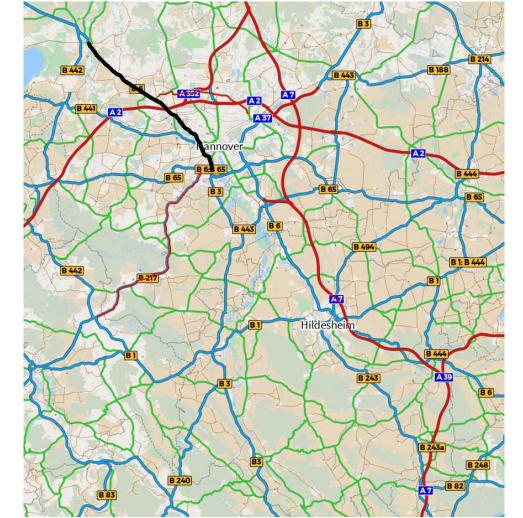 B 3
B 214
B 442
B 188
B 443
B 6
A 352
A 7
B 441
A 2
A 2
A 37
Hannover
A 2
B 65
B 65
B 444
B 65
B 3
B 65
B 65
B 443
B 6
B 494
B 1
B 444
B 442
B 217
B 1
A 7
B 1
Hildesheim
B 1
B 444
B 3
B 243
A 39
B 6
B 243a
B3
B 248
B 240
B 82
B 83
A 7